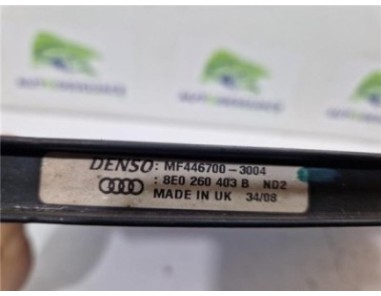 DENSO: MF446700-3004
: 8E0 260 403 B ND2
MADE IN UK 34/08